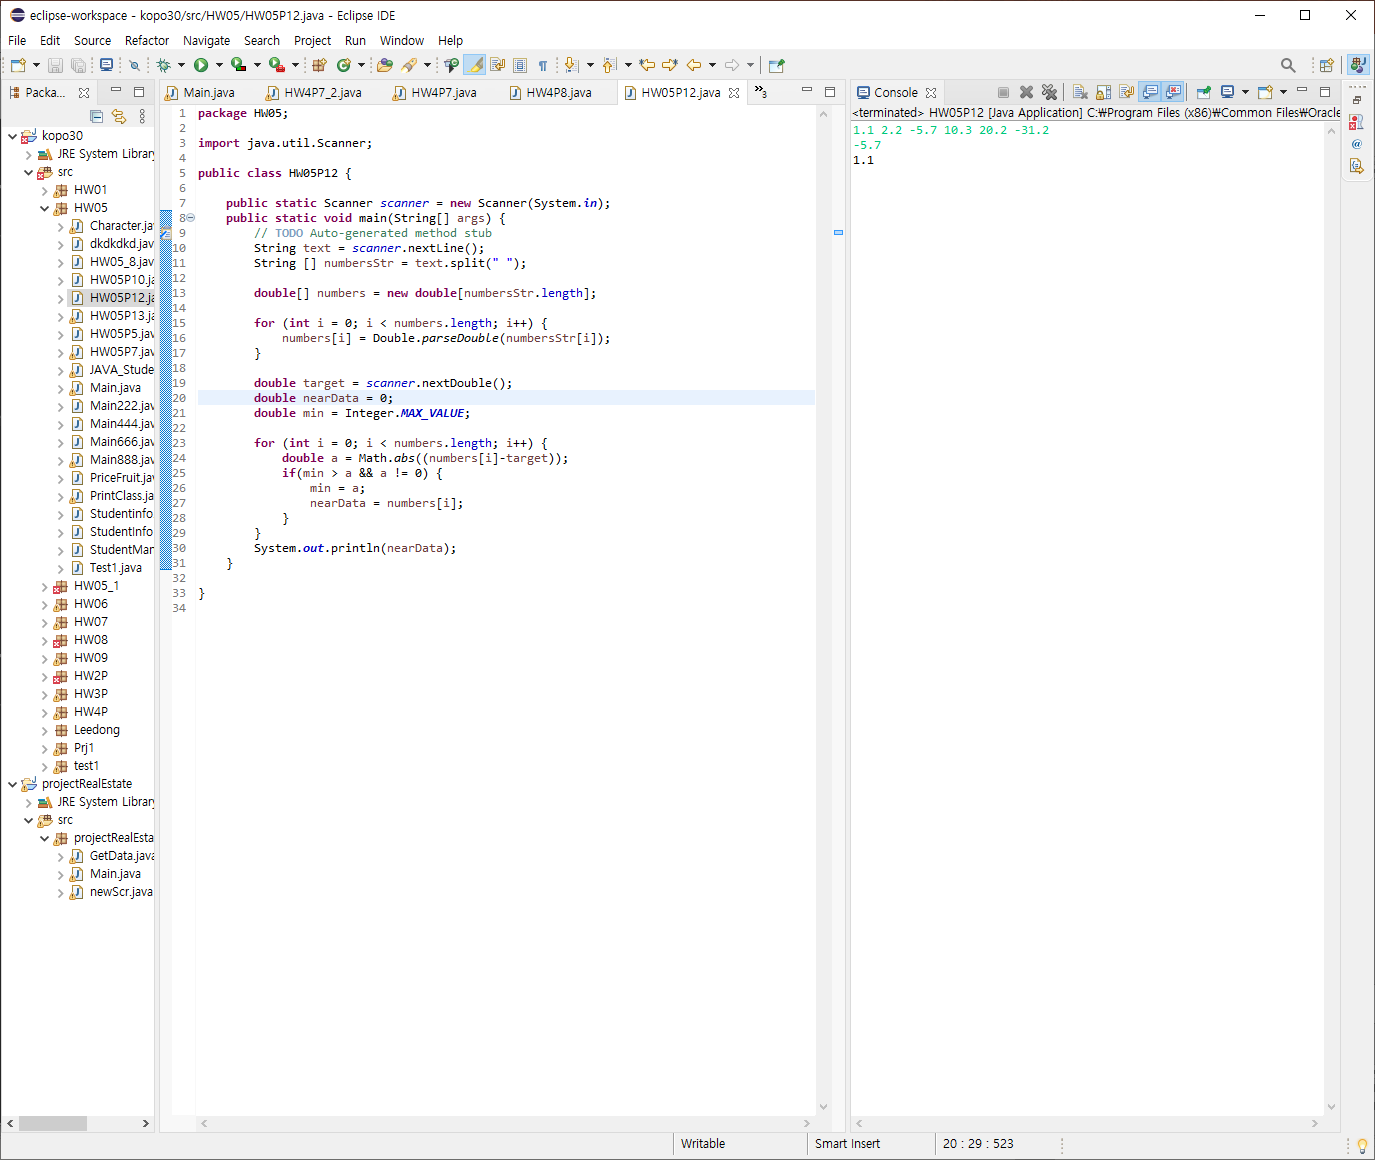 eclipse-workspace - kopo30/src/HW05/HW05P12.java - Eclipse IDE
File Edit Source Refactor Navigate Search Project Run Window Help
Packa...
Main.java HW4P7_2.java HW4P7.java HW4P8.java HW05P12.java »3
Console
<terminated> HW05P12 [Java Application] C:₩Program Files (x86)₩Common Files₩Oracle
kopo30
JRE System Library
src
HW01
HW05
Character.jav
dkdkdkd.jav
HW05_8.jav
HW05P10.ja
HW05P12.ja
HW05P13.jav
HW05P5.java
HW05P7.java
JAVA_Stude
Main.java
Main222.jav
Main444.jav
Main666.jav
Main888.jav
PriceFruit.jav
PrintClass.ja
Studentinfo
StudentInfo
StudentMar
Test1.java
HW05_1
HW06
HW07
HW08
HW09
HW2P
HW3P
HW4P
Leedong
Prj1
test1
projectRealEstate
JRE System Library
src
projectRealEsta
GetData.java
Main.java
newScr.java
1 package HW05;
2
3 import java.util.Scanner;
4
5 public class HW05P12 {
6
7 public static Scanner scanner = new Scanner(System.in);
8 public static void main(String[] args) {
9 // TODO Auto-generated method stub
10 String text = scanner.nextLine();
11 String [] numbersStr = text.split(" ");
12
13 double[] numbers = new double[numbersStr.length];
14
15 for (int i = 0; i < numbers.length; i++) {
16 numbers[i] = Double.parseDouble(numbersStr[i]);
17 }
18
19 double target = scanner.nextDouble();
20 double nearData = 0;
21 double min = Integer.MAX_VALUE;
22
23 for (int i = 0; i < numbers.length; i++) {
24 double a = Math.abs((numbers[i]-target));
25 if(min > a && a != 0) {
26 min = a;
27 nearData = numbers[i];
28 }
29 }
30 System.out.println(nearData);
31 }
32
33 }
34
1.1 2.2 -5.7 10.3 20.2 -31.2
-5.7
1.1
Writable Smart Insert 20 : 29 : 523